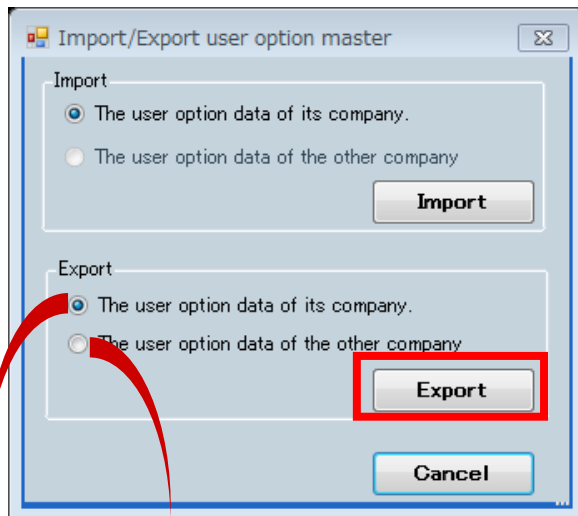 Import/Export user option master
Import
The user option data of its company.
The user option data of the other company
Import
Export
The user option data of its company.
The user option data of the other company
Export
Cancel